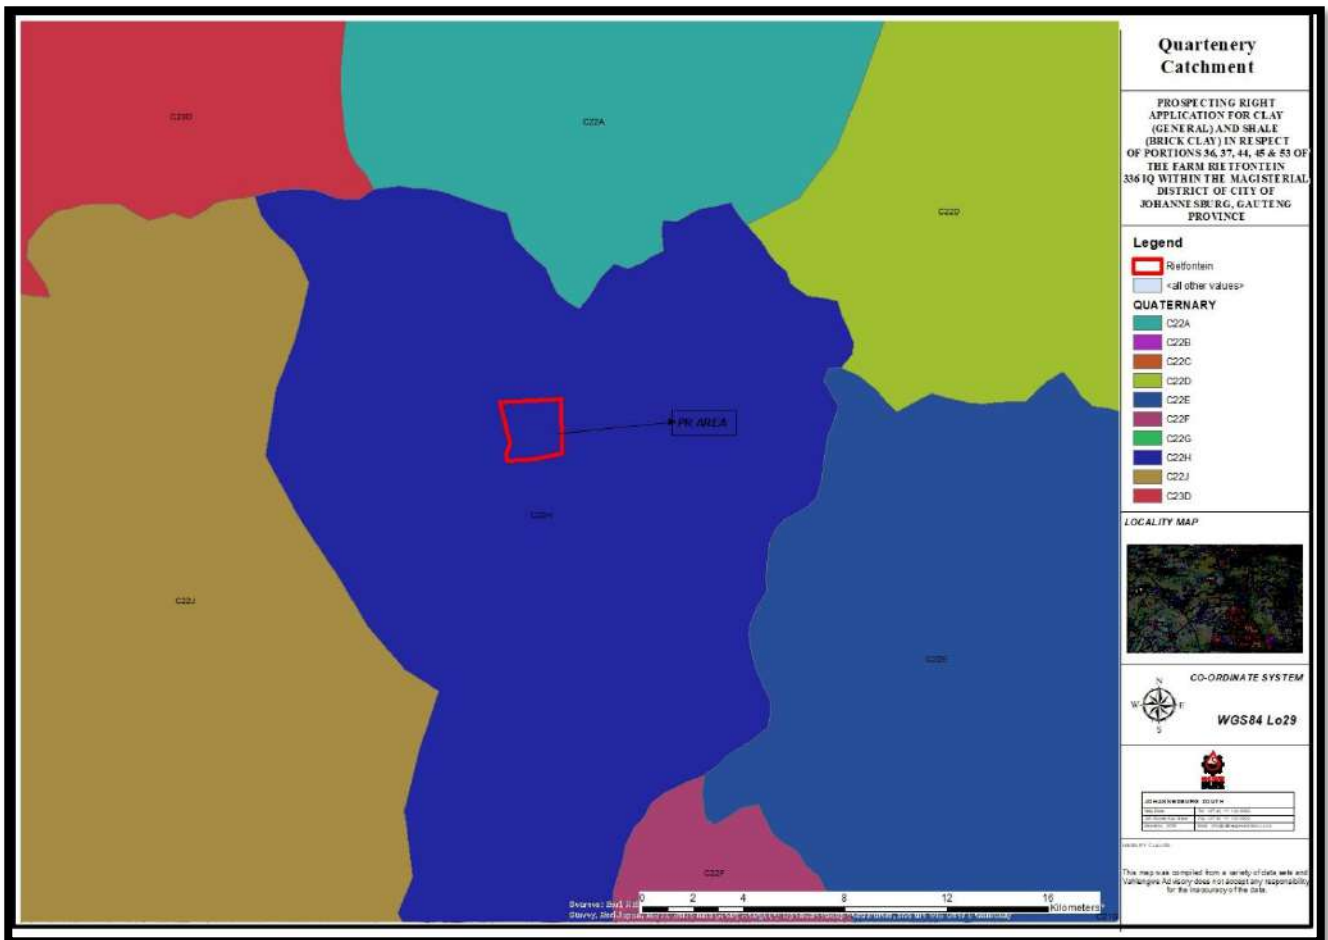 Quartenery
Catchment
PROSPECTING RIGHT
APPLICATION FOR CLAY
(GENERAL) AND SHALE
(BRICK CLAY) IN RESPECT
OF PORTIONS 36, 37, 44, 45 & 53 OF
THE FARM RIETFONTEIN
336 IQ WITHIN THE MAGISTERIAL
DISTRICT OF CITY OF
JOHANNESBURG, GAUTENG
PROVINCE
Legend
Rietfontein
<all other values>
QUATERNARY
C22A
C22B
C22C
C22D
C22E
C22F
C22G
C22H
C22J
C23D
LOCALITY MAP
CO-ORDINATE SYSTEM
N
W E
S
WGS84 Lo29
JOHANNESBURG SOUTH
This map was compiled from a variety of data sets and
Vahlengwe Advisory does not accept any responsibility
for the inaccuracy of the data.
C23D
C22A
C22D
PR AREA
C22H
C22J
C22E
C22F
0 2 4 8 12 16
Kilometers